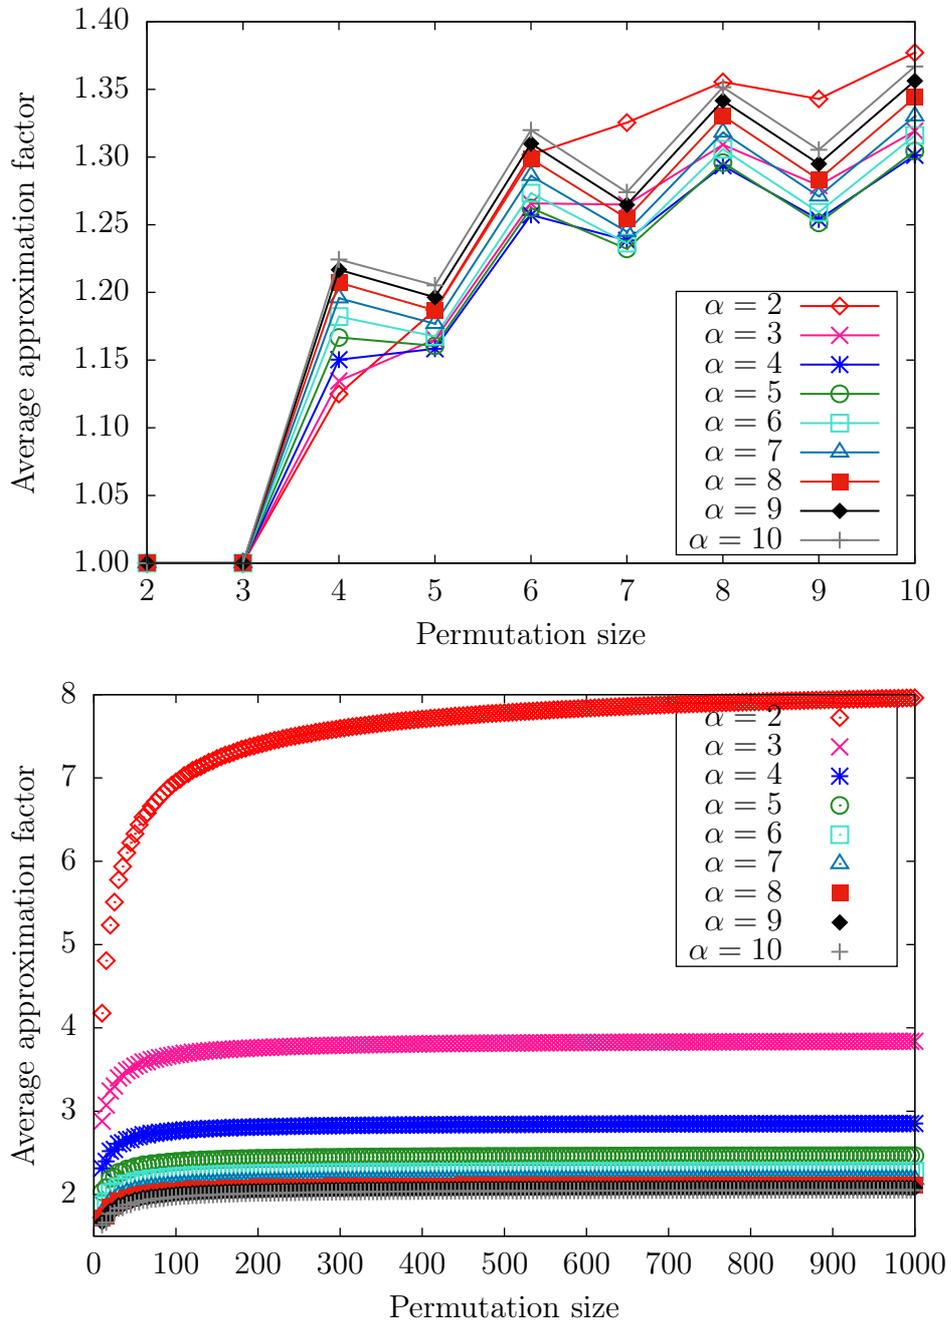 Average approximation factor
1.40
1.35
1.30
1.25
1.20
1.15
1.10
1.05
1.00
α = 2
α = 3
α = 4
α = 5
α = 6
α = 7
α = 8
α = 9
α = 10
2 3 4 5 6 7 8 9 10
Permutation size
Average approximation factor
8
7
6
5
4
3
2
α = 2
α = 3
α = 4
α = 5
α = 6
α = 7
α = 8
α = 9
α = 10
0 100 200 300 400 500 600 700 800 900 1000
Permutation size